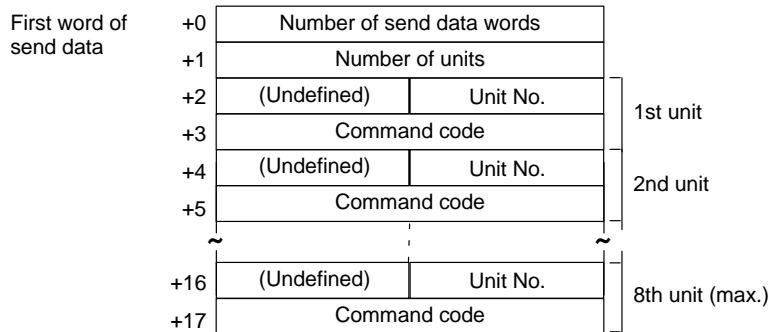 First word of
send data
+0 Number of send data words
+1 Number of units
+2 (Undefined) Unit No.
+3 Command code
1st unit
+4 (Undefined) Unit No.
+5 Command code
2nd unit
~ ~
+16 (Undefined) Unit No.
+17 Command code
8th unit (max.)